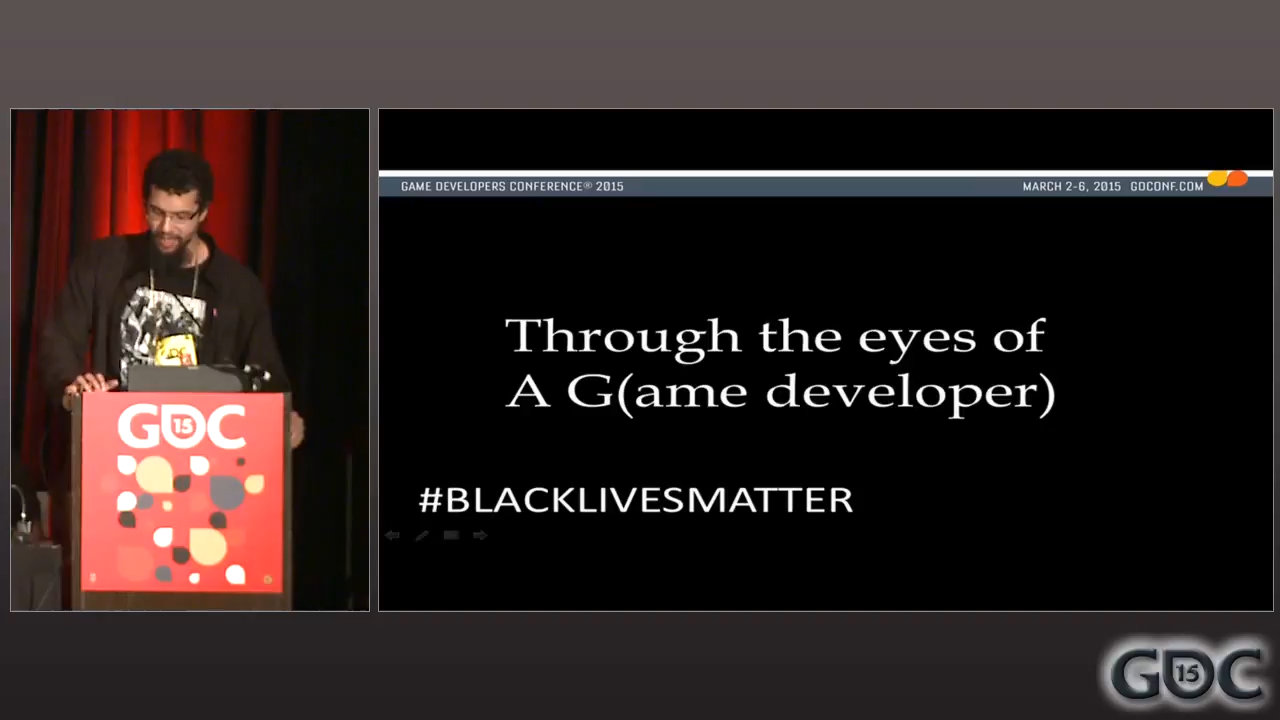 GAME DEVELOPERS CONFERENCE® 2015
MARCH 2-6, 2015 GDCONF.COM
Through the eyes of
A G(ame developer)
#BLACKLIVESMATTER
GDC 15
GDC 15